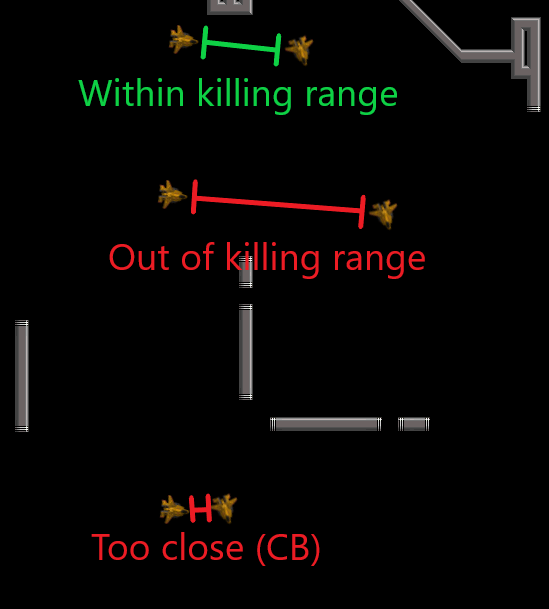 Within killing range
Out of killing range
Too close (CB)